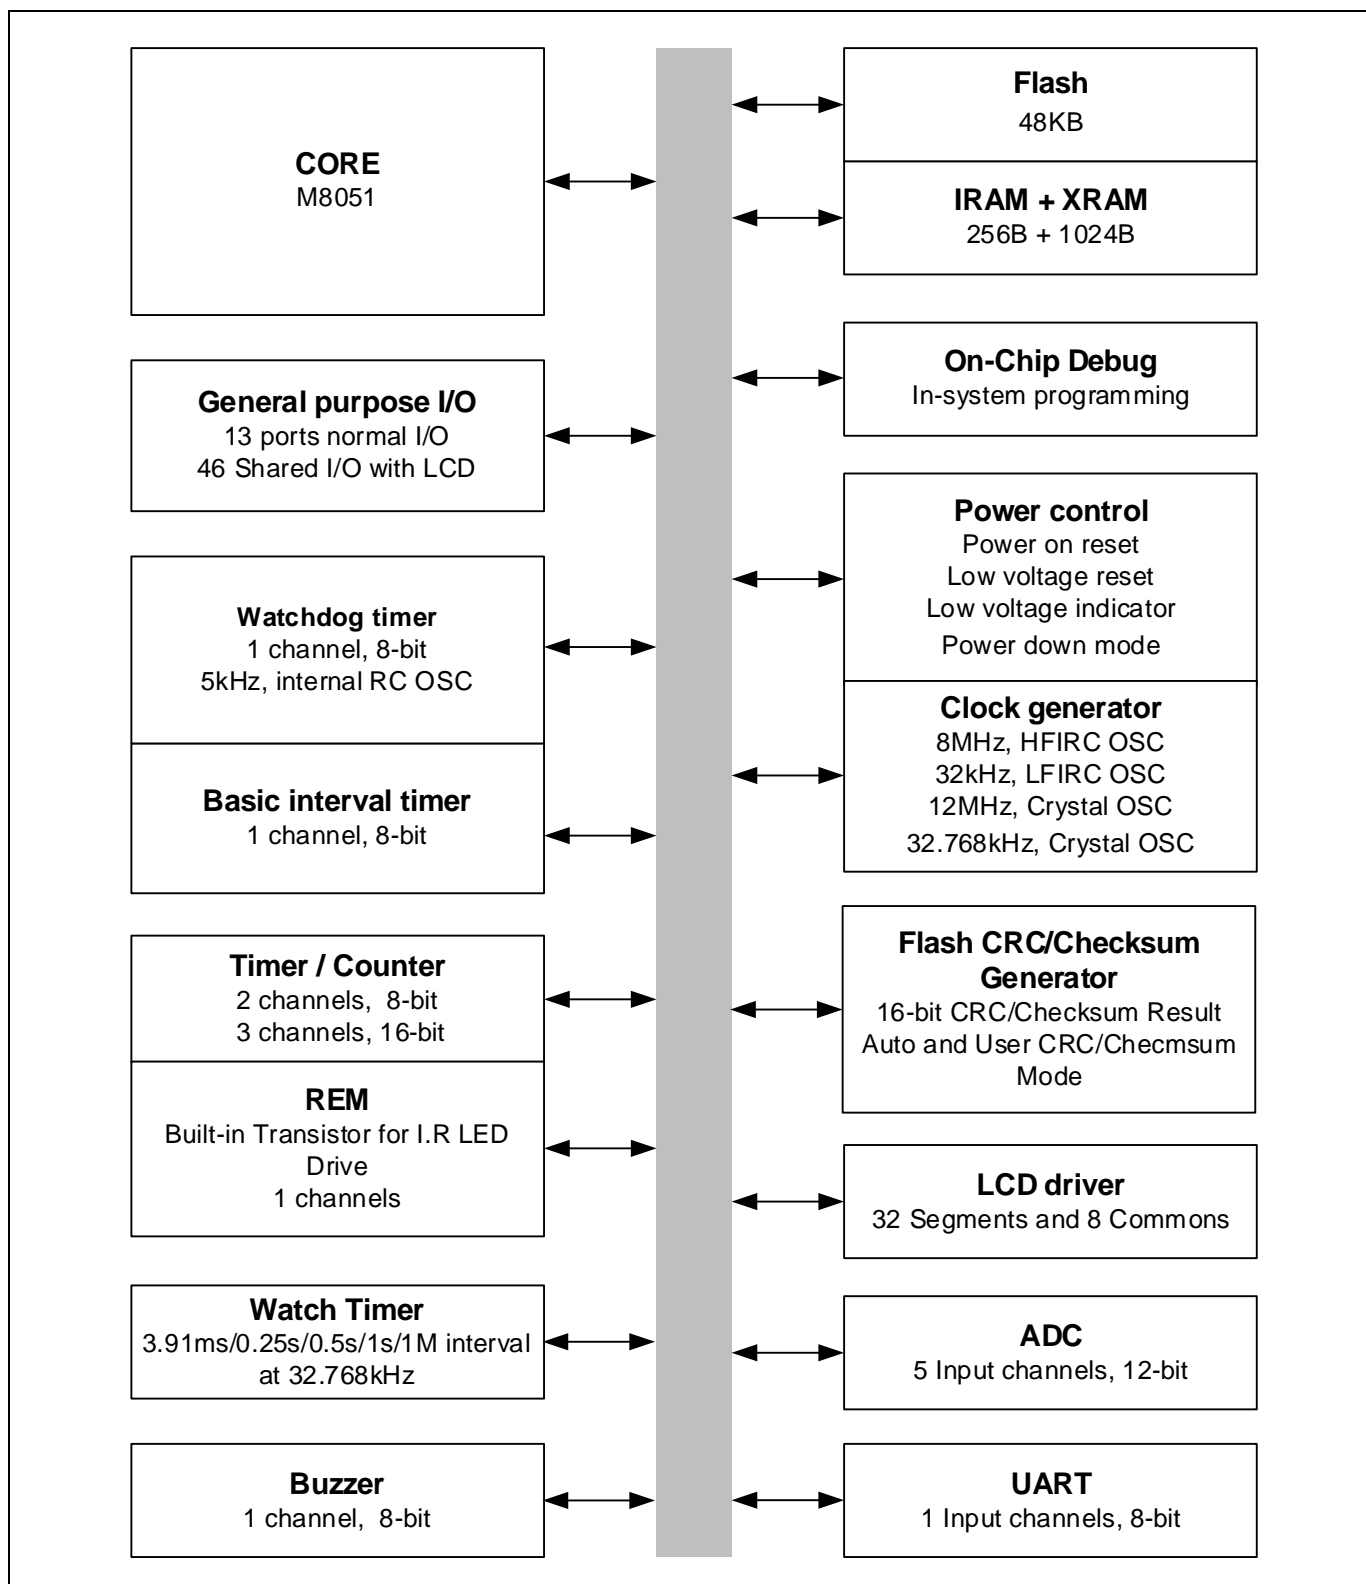 CORE
M8051
General purpose I/O
13 ports normal I/O
46 Shared I/O with LCD
Watchdog timer
1 channel, 8-bit
5kHz, internal RC OSC
Basic interval timer
1 channel, 8-bit
Timer / Counter
2 channels, 8-bit
3 channels, 16-bit
REM
Built-in Transistor for I.R LED
Drive
1 channels
Watch Timer
3.91ms/0.25s/0.5s/1s/1M interval
at 32.768kHz
Buzzer
1 channel, 8-bit
Flash
48KB
IRAM + XRAM
256B + 1024B
On-Chip Debug
In-system programming
Power control
Power on reset
Low voltage reset
Low voltage indicator
Power down mode
Clock generator
8MHz, HFIRC OSC
32kHz, LFIRC OSC
12MHz, Crystal OSC
32.768kHz, Crystal OSC
Flash CRC/Checksum
Generator
16-bit CRC/Checksum Result
Auto and User CRC/Checmsum
Mode
LCD driver
32 Segments and 8 Commons
ADC
5 Input channels, 12-bit
UART
1 Input channels, 8-bit